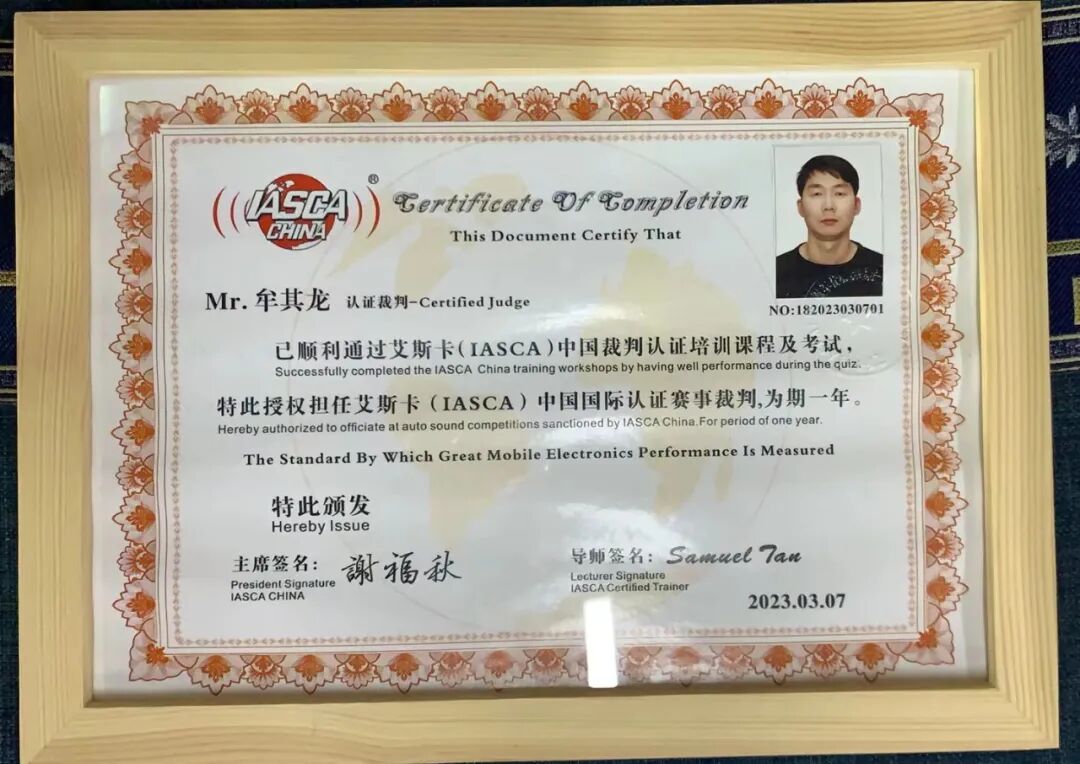 IASCA
CHINA
®
Certificate Of Completion
This Document Certify That
Mr. 牟其龙 认证裁判-Certified Judge
NO:182023030701
已顺利通过艾斯卡(IASCA)中国裁判认证培训课程及考试,
Successfully completed the IASCA China training workshops by having well performance during the quiz.
特此授权担任艾斯卡(IASCA)中国国际认证赛事裁判,为期一年。
Hereby authorized to officiate at auto sound competitions sanctioned by IASCA China.For period of one year.
The Standard By Which Great Mobile Electronics Performance Is Measured
特此颁发
Hereby Issue
主席签名: 謝福秋
President Signature
IASCA CHINA
导师签名: Samuel Tan
Lecturer Signature
IASCA Certified Trainer
2023.03.07